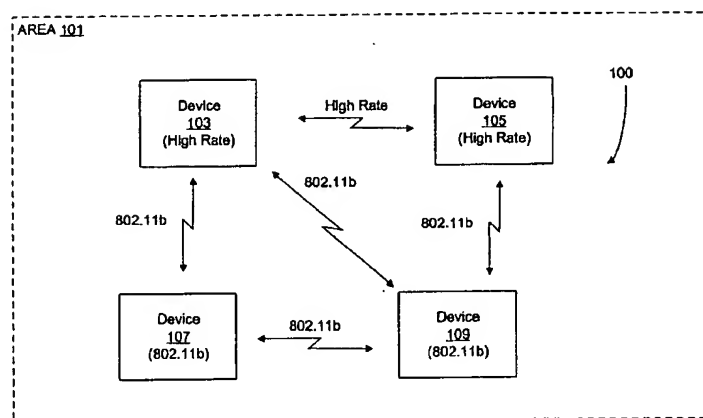 AREA 101
100
Device
103
(High Rate)
High Rate
Device
105
(High Rate)
802.11b
802.11b
802.11b
Device
107
(802.11b)
802.11b
Device
109
(802.11b)